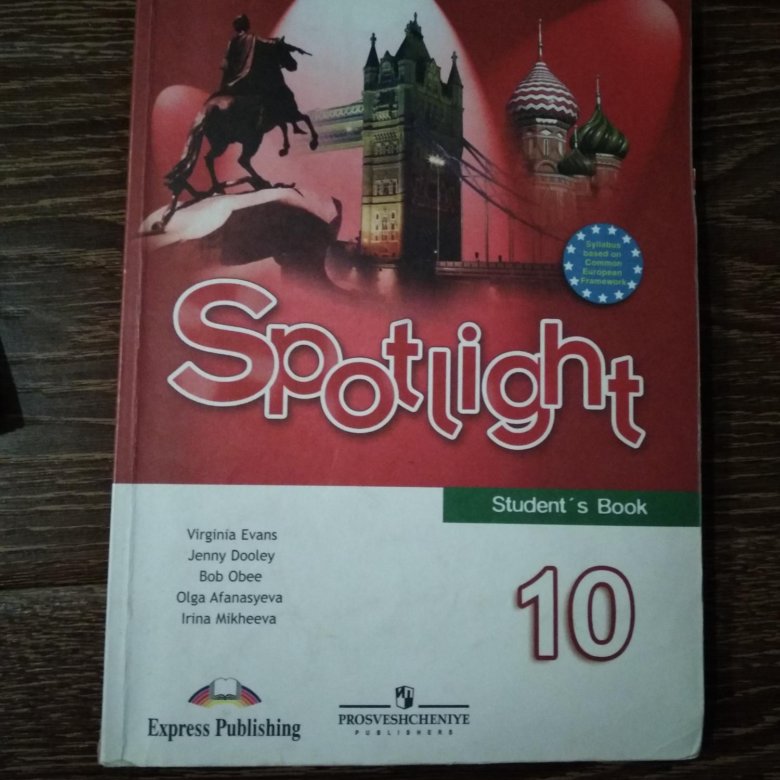 Syllabus
based on
Common
European
Framework
Spotlight
Student´s Book
Virginia Evans
Jenny Dooley
Bob Obee
Olga Afanasyeva
Irina Mikheeva
10
Express Publishing
PROSVESHCHENIYE
PUBLISHERS